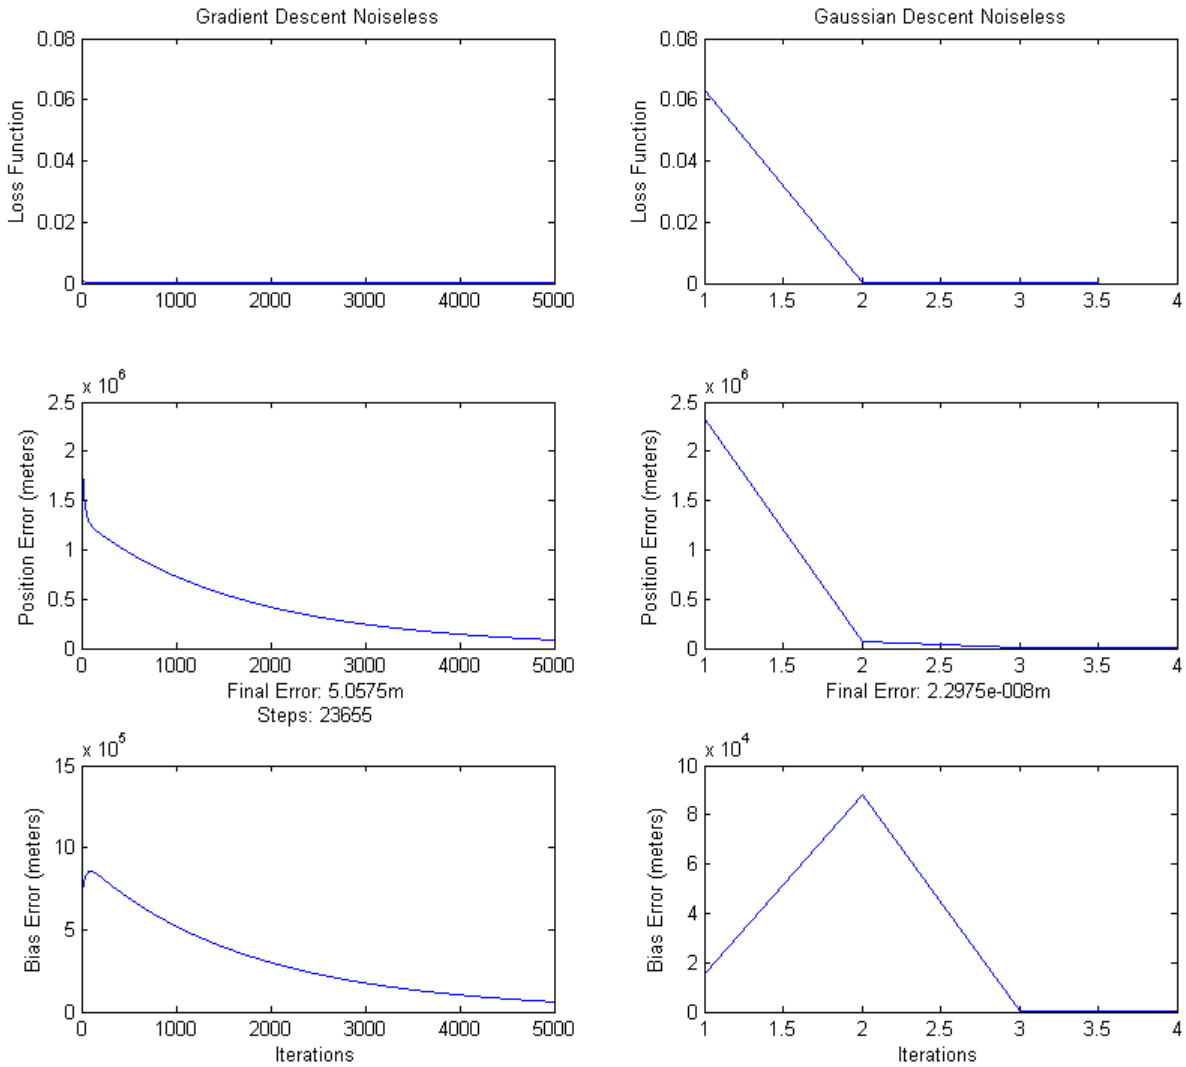 Gradient Descent Noiseless
0.08
0.06
0.04
0.02
0
Loss Function
0 1000 2000 3000 4000 5000
Gaussian Descent Noiseless
0.08
0.06
0.04
0.02
0
Loss Function
1 1.5 2 2.5 3 3.5 4
x 10^6
2.5
2
1.5
1
0.5
0
Position Error (meters)
0 1000 2000 3000 4000 5000
Final Error: 5.0575m
Steps: 23655
x 10^6
2.5
2
1.5
1
0.5
0
Position Error (meters)
1 1.5 2 2.5 3 3.5 4
Final Error: 2.2975e-008m
x 10^5
15
10
5
0
Bias Error (meters)
0 1000 2000 3000 4000 5000
Iterations
x 10^4
10
8
6
4
2
0
Bias Error (meters)
1 1.5 2 2.5 3 3.5 4
Iterations